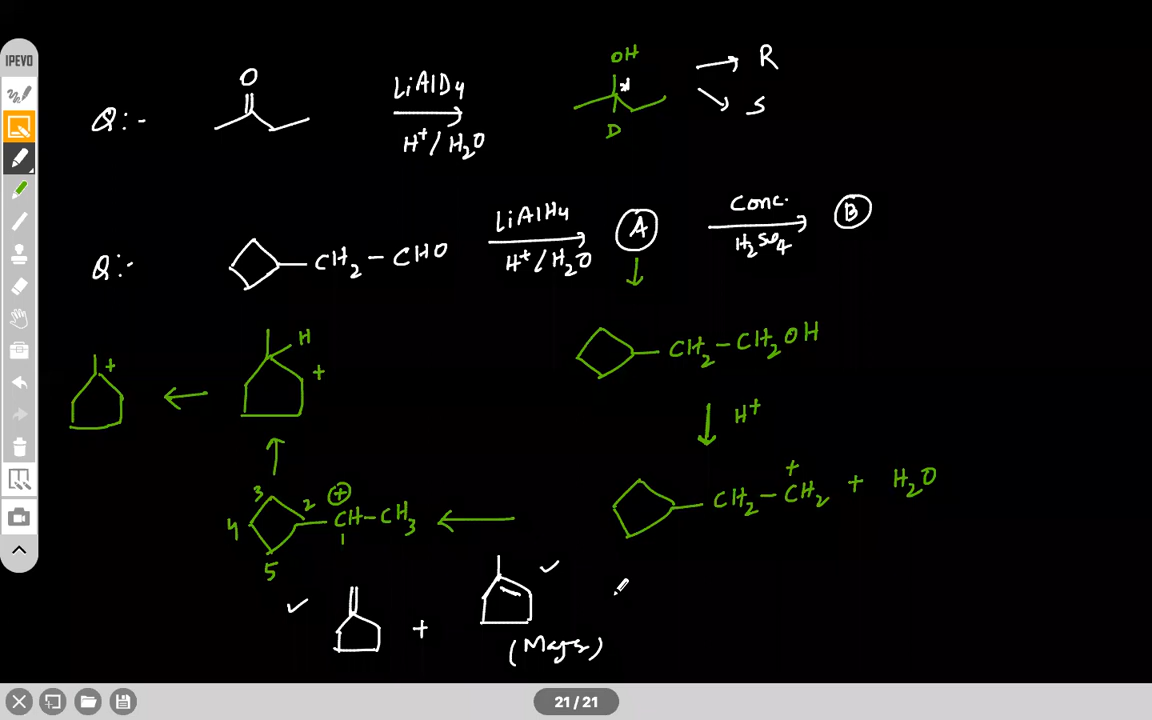 IPEVO
Q:- O LiAlD4 H+/H2O OH * D R S
Q:- CH2-CHO LiAlH4 H+/H2O A Conc. H2SO4 B
CH2-CH2OH
H +
+
H+
CH2-CH2 + + H2O
3 2 + CH-CH3
4 1
5
+
(Major)
21/21